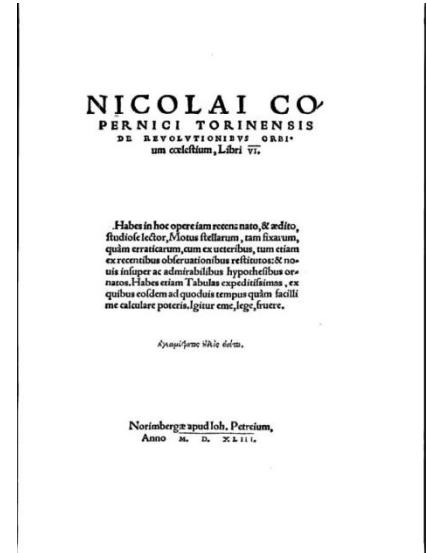 NICOLAI CO
PERNICI TORINENSIS
DE REVOLVTIONIBVS ORBI-
um cœlestium, Libri VI.
Habes in hoc opere iam recens nato, & ædito,
studiose lector, Motus stellarum, tam fixarum,
quàm erraticarum, cum ex ueteribus, tum etiam
ex recentibus obseruationibus restitutos: & no-
uis insuper ac admirabilibus hypothesibus or-
natos. Habes etiam Tabulas expeditissimas, ex
quibus eosdem ad quoduis tempus quàm facilli
me calculare poteris. Igitur eme, lege, fruere.
Norimbergæ apud Ioh. Petreium,
Anno M. D. XLIII.